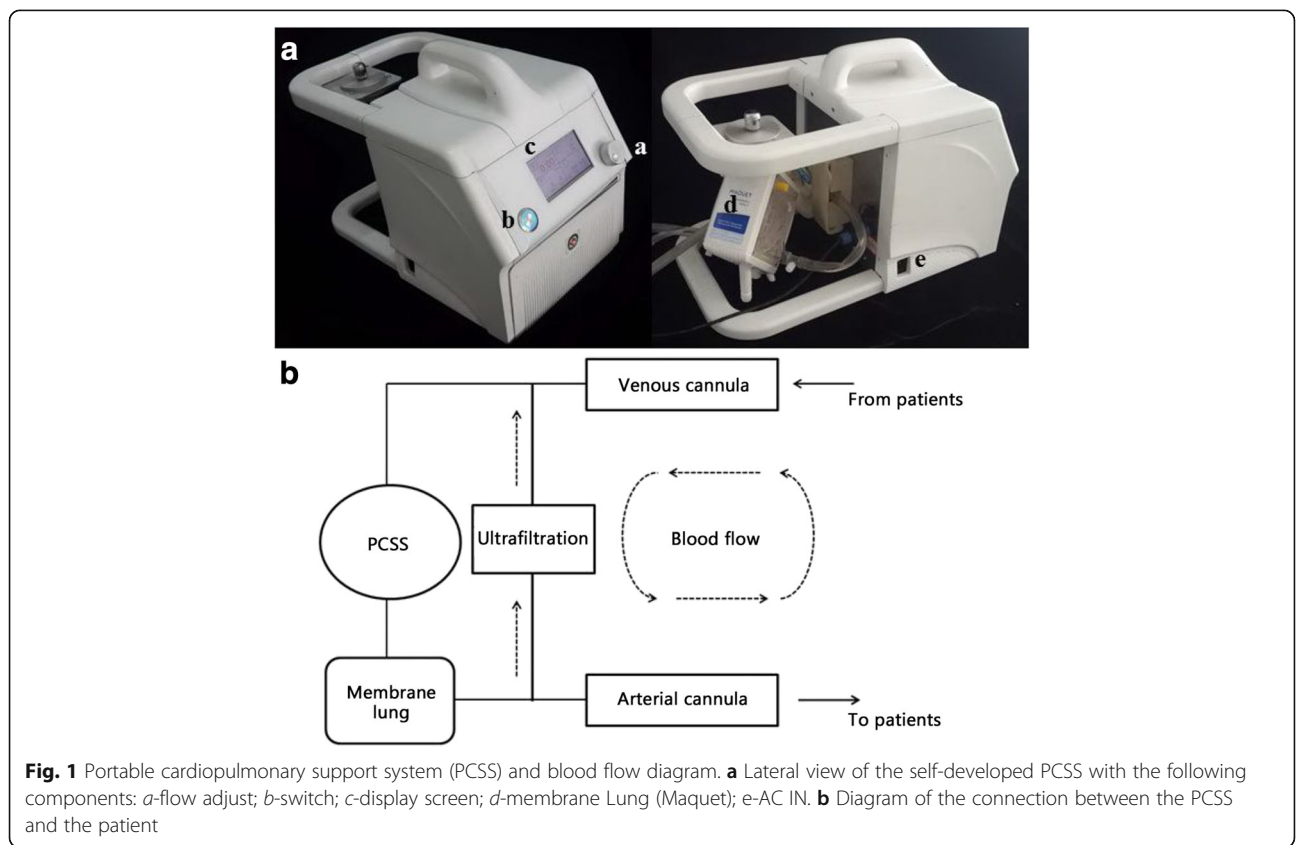 a
c
a
b
MAQUET
d
e
b
Venous cannula
From patients
PCSS
Ultrafiltration
Blood flow
Membrane
lung
Arterial cannula
To patients
Fig. 1 Portable cardiopulmonary support system (PCSS) and blood flow diagram. a Lateral view of the self-developed PCSS with the following
components: a-flow adjust; b-switch; c-display screen; d-membrane Lung (Maquet); e-AC IN. b Diagram of the connection between the PCSS
and the patient